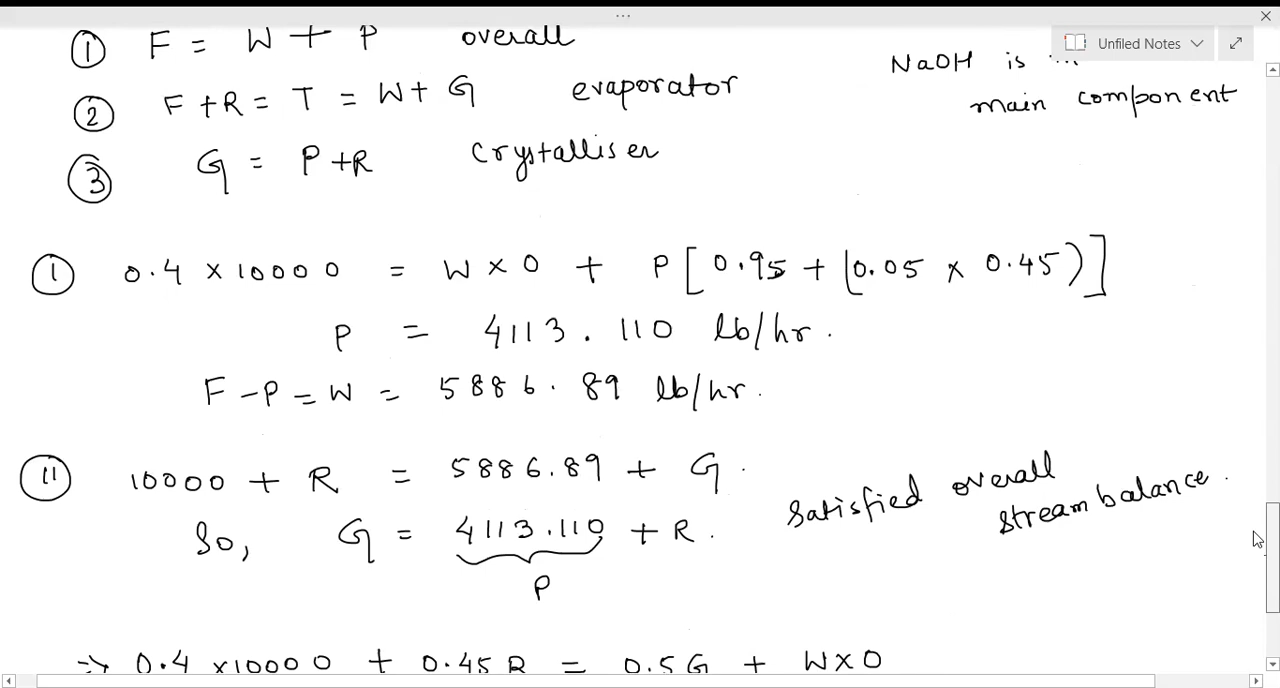 Unfiled Notes
① F = W + P overall
NaOH is
② F + R = T = W + G evaporator
main component
③ G = P + R crystalliser
① 0.4 × 10000 = W × 0 + P [ 0.95 + (0.05 × 0.45) ]
P = 4113.110 lb/hr.
F - P = W = 5886.89 lb/hr.
⑪ 10000 + R = 5886.89 + G.
Satisfied overall
stream balance.
So, G = 4113.110 + R.
P
→ 0.4 × 10000 + 0.45 R = 0.5 G + W × 0